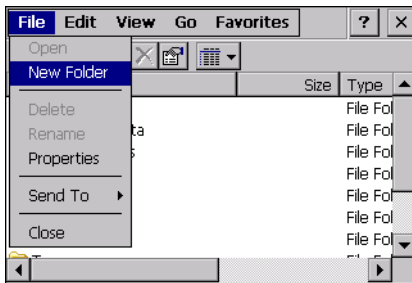 File Edit View Go Favorites ? ×
Open
New Folder
Size Type
Delete
Rename
Properties
Send To
Close
ta
s
File Fol
File Fol
File Fol
File Fol
File Fol
File Fol
File Fol